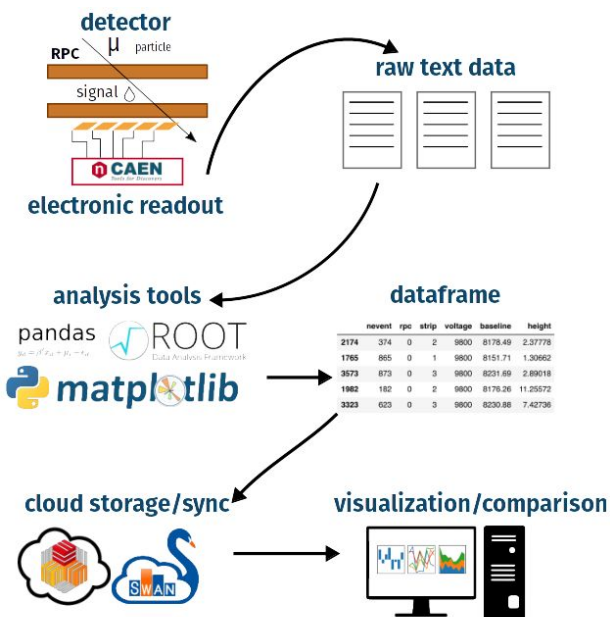 detector
RPC
μ particle
signal
CAEN
Tools for Discovery
electronic readout
raw text data
analysis tools
pandas
ROOT
Data Analysis Framework
matplotlib
dataframe
nevent rpc strip voltage baseline height
2174 374 0 2 9800 8178.49 2.37778
1765 865 0 1 9800 8151.71 1.30662
3573 873 0 3 9800 8231.69 2.89018
1982 182 0 2 9800 8176.26 11.25572
3323 623 0 3 9800 8230.88 7.42736
cloud storage/sync
SWAN
visualization/comparison